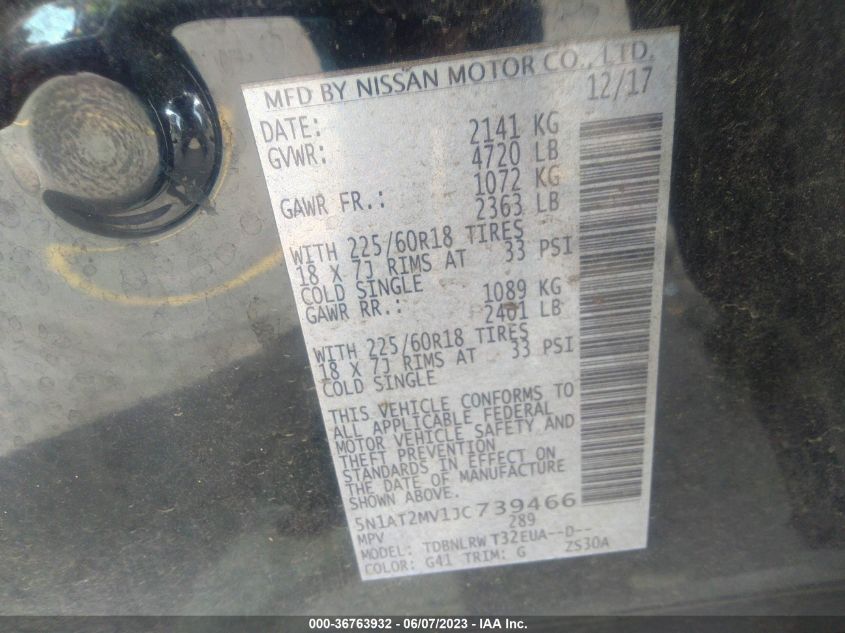 MFD BY NISSAN MOTOR CO., LTD.
DATE: 12/17
GVWR: 2141 KG
4720 LB
GAWR FR.: 1072 KG
2363 LB
WITH 225/60R18 TIRES
18 X 7J RIMS AT 33 PSI
COLD SINGLE
GAWR RR.: 1089 KG
2401 LB
WITH 225/60R18 TIRES
18 X 7J RIMS AT 33 PSI
COLD SINGLE
THIS VEHICLE CONFORMS TO
ALL APPLICABLE FEDERAL
MOTOR VEHICLE SAFETY AND
THEFT PREVENTION
STANDARDS IN EFFECT ON
THE DATE OF MANUFACTURE
SHOWN ABOVE.
5N1AT2MV1JC739466
MPV 289
MODEL: TDBNLRW T32EUA--D--
COLOR: G41 TRIM: G ZS30A
000-36763932 - 06/07/2023 - IAA Inc.